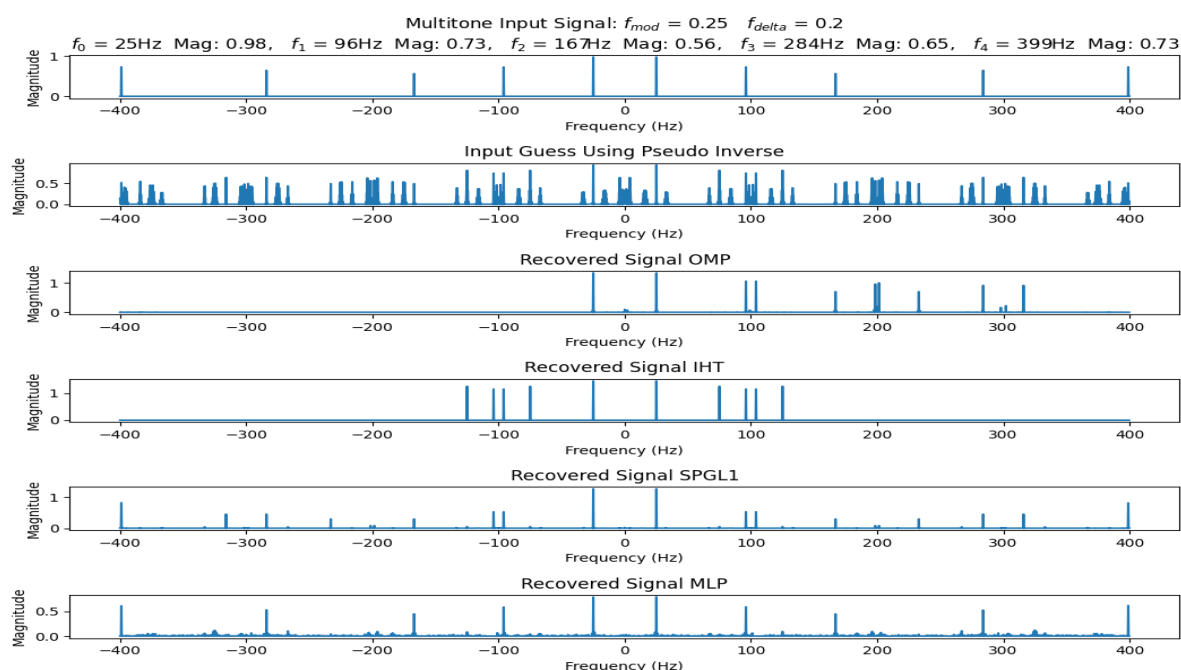 Multitone Input Signal: f_mod = 0.25 f_delta = 0.2
f_0 = 25Hz Mag: 0.98, f_1 = 96Hz Mag: 0.73, f_2 = 167Hz Mag: 0.56, f_3 = 284Hz Mag: 0.65, f_4 = 399Hz Mag: 0.73
Magnitude
1
0
−400 −300 −200 −100 0 100 200 300 400
Frequency (Hz)
Input Guess Using Pseudo Inverse
Magnitude
0.5
0.0
−400 −300 −200 −100 0 100 200 300 400
Frequency (Hz)
Recovered Signal OMP
Magnitude
1
0
−400 −300 −200 −100 0 100 200 300 400
Frequency (Hz)
Recovered Signal IHT
Magnitude
1
0
−400 −300 −200 −100 0 100 200 300 400
Frequency (Hz)
Recovered Signal SPGL1
Magnitude
1
0
−400 −300 −200 −100 0 100 200 300 400
Frequency (Hz)
Recovered Signal MLP
Magnitude
0.5
0.0
−400 −300 −200 −100 0 100 200 300 400
Frequency (Hz)